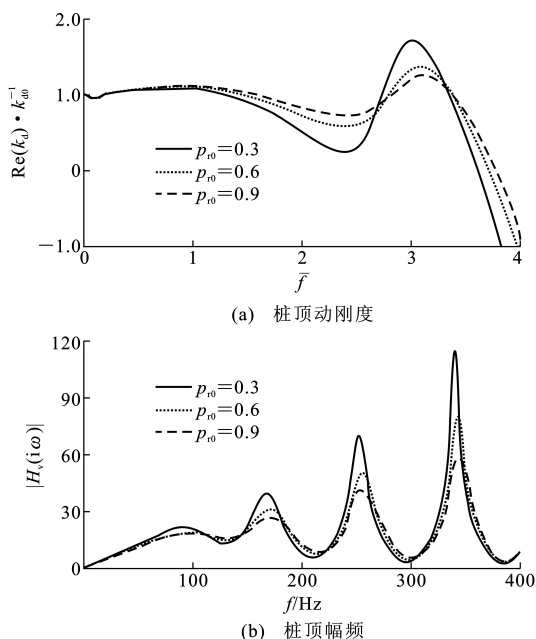 2.0
1.0
0
−1.0
Re(k_d)·k_d0^−1
p_r0=0.3
p_r0=0.6
p_r0=0.9
0 1 2 3 4
f̄
(a) 桩顶动刚度
120
90
60
30
0
|H_v(iω)|
p_r0=0.3
p_r0=0.6
p_r0=0.9
100 200 300 400
f/Hz
(b) 桩顶幅频